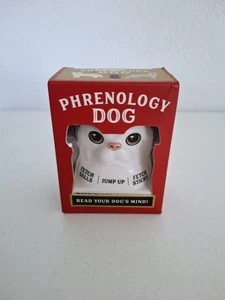 PHRENOLOGY
DOG
FETCH
BALLS
JUMP UP
FETCH
STICKS
READ YOUR DOG'S MIND!